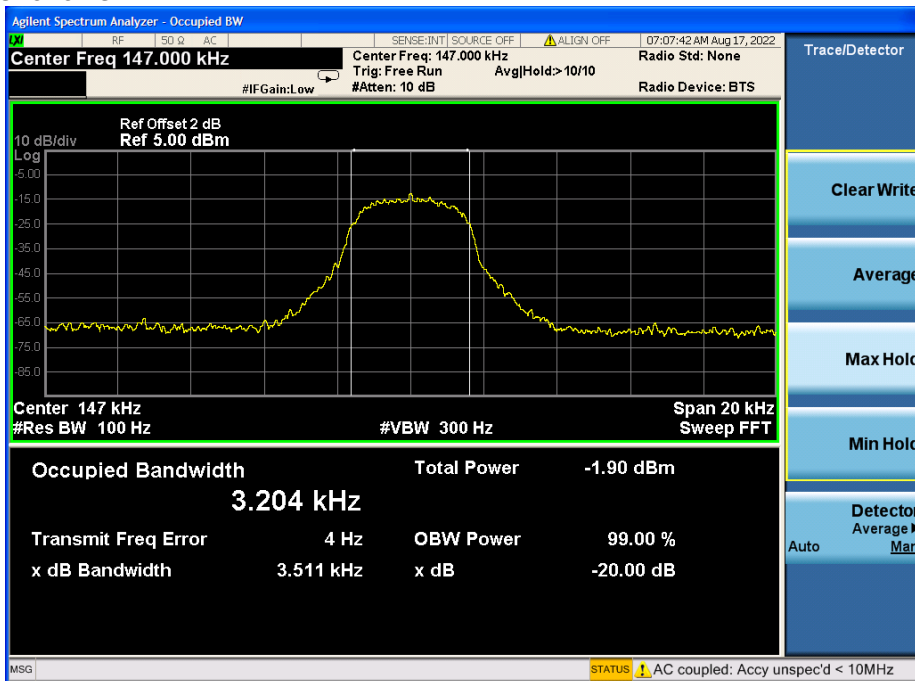 Agilent Spectrum Analyzer - Occupied BW
LXI RF 50 Ω AC SENSE:INT SOURCE OFF ALIGN OFF 07:07:42 AM Aug 17, 2022
Center Freq 147.000 kHz
Center Freq: 147.000 kHz
Radio Std: None
Trig: Free Run Avg|Hold:>10/10
#IFGain:Low
#Atten: 10 dB
Radio Device: BTS
Trace/Detector
Ref Offset 2 dB
10 dB/div Ref 5.00 dBm
Log
-5.00
-15.0
-25.0
-35.0
-45.0
-55.0
-65.0
-75.0
-85.0
Center 147 kHz Span 20 kHz
#Res BW 100 Hz #VBW 300 Hz Sweep FFT
Occupied Bandwidth Total Power -1.90 dBm
3.204 kHz
Transmit Freq Error 4 Hz OBW Power 99.00 %
x dB Bandwidth 3.511 kHz x dB -20.00 dB
Clear Write
Average
Max Hold
Min Hold
Detector
Average
Auto Man
MSG STATUS AC coupled: Accy unspec'd < 10MHz